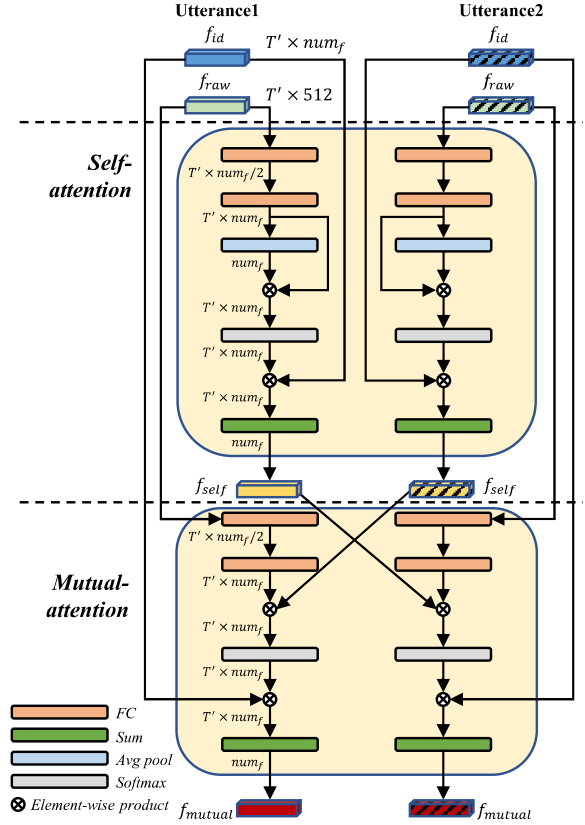 Utterance1 Utterance2
f_id T′ × num_f f_id
f_raw T′ × 512 f_raw
Self-
attention
T′ × num_f/2
T′ × num_f
num_f
T′ × num_f
T′ × num_f
T′ × num_f
num_f
f_self f_self
T′ × num_f/2
Mutual-
attention
T′ × num_f
T′ × num_f
T′ × num_f
T′ × num_f
num_f
FC
Sum
Avg pool
Softmax
Element-wise product
f_mutual f_mutual